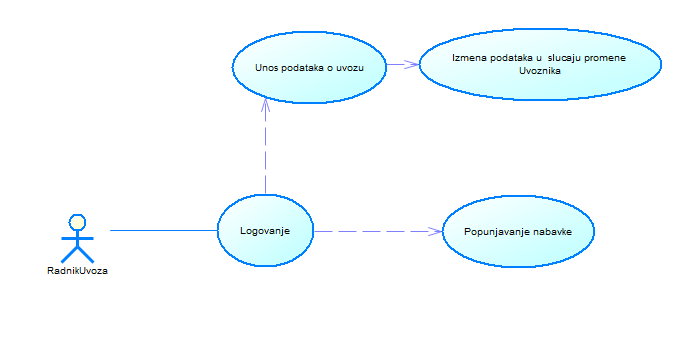 Unos podataka o uvozu
Izmena podataka u  slucaju promene
Uvoznika
Logovanje
Popunjavanje nabavke
RadnikUvoza